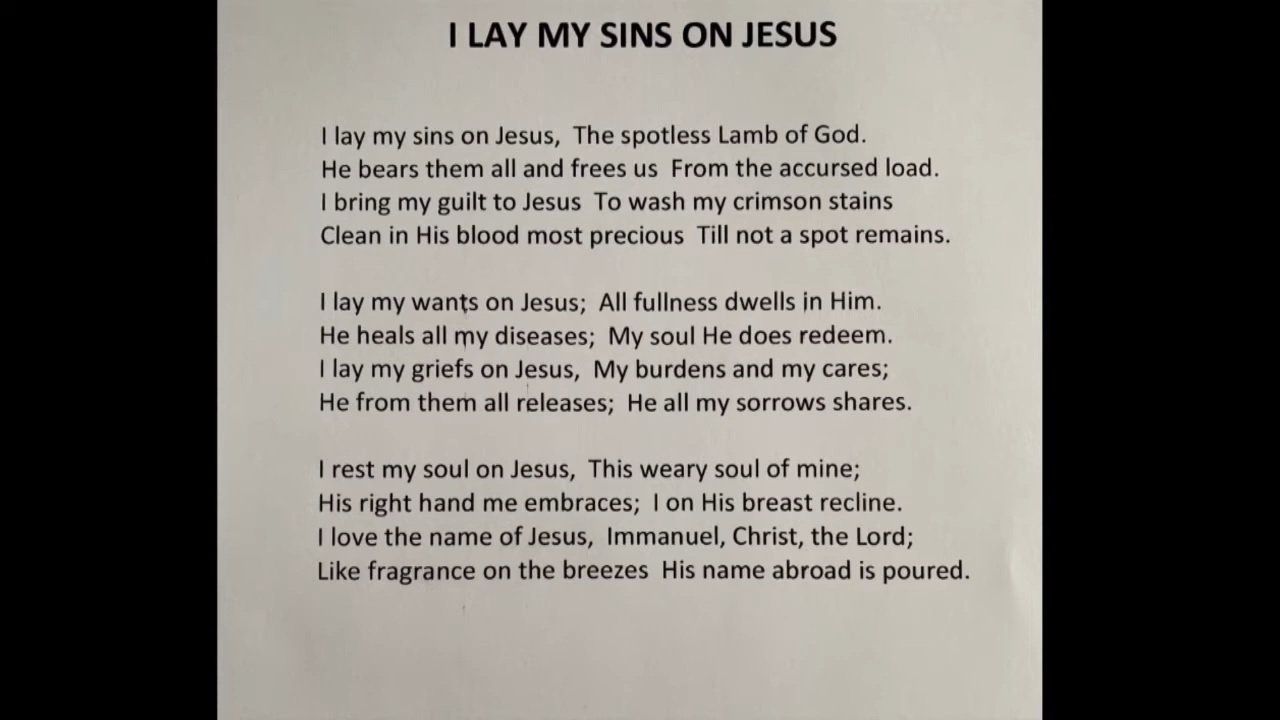 I LAY MY SINS ON JESUS
I lay my sins on Jesus,  The spotless Lamb of God.
He bears them all and frees us  From the accursed load.
I bring my guilt to Jesus  To wash my crimson stains
Clean in His blood most precious  Till not a spot remains.
I lay my wants on Jesus;  All fullness dwells in Him.
He heals all my diseases;  My soul He does redeem.
I lay my griefs on Jesus,  My burdens and my cares;
He from them all releases;  He all my sorrows shares.
I rest my soul on Jesus,  This weary soul of mine;
His right hand me embraces;  I on His breast recline.
I love the name of Jesus,  Immanuel, Christ, the Lord;
Like fragrance on the breezes  His name abroad is poured.